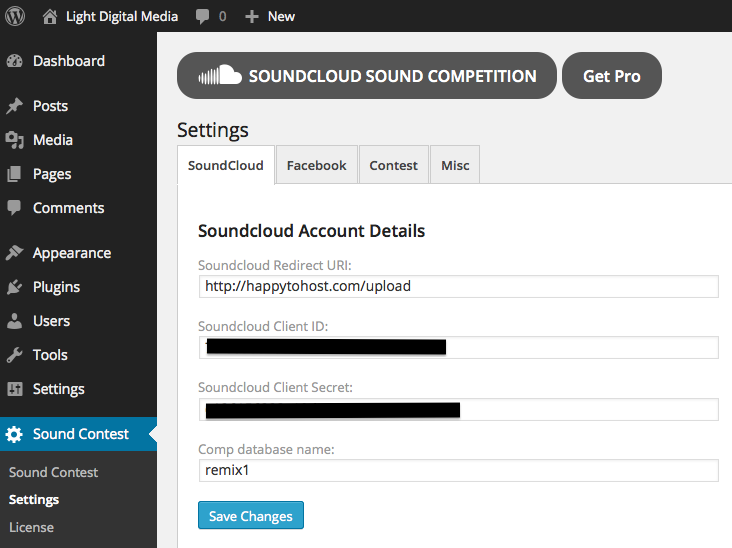 Light Digital Media 0 New
Dashboard
Posts
Media
Pages
Comments
Appearance
Plugins
Users
Tools
Settings
Sound Contest
Sound Contest
Settings
License
SOUNDCLOUD SOUND COMPETITION Get Pro
Settings
SoundCloud Facebook Contest Misc
Soundcloud Account Details
Soundcloud Redirect URI:
http://happytohost.com/upload
Soundcloud Client ID:
Soundcloud Client Secret:
Comp database name:
remix1
Save Changes